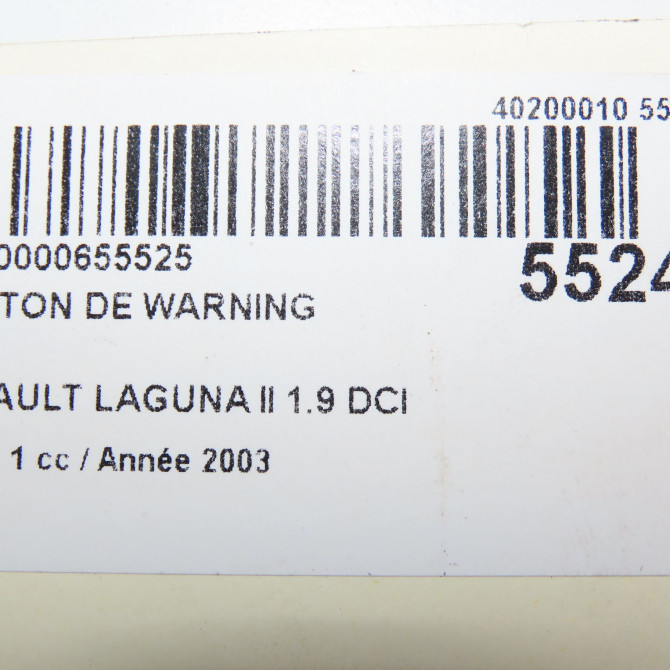 40200010 55
0000655525
5524
TON DE WARNING
AULT LAGUNA II 1.9 DCI
1 cc / Année 2003